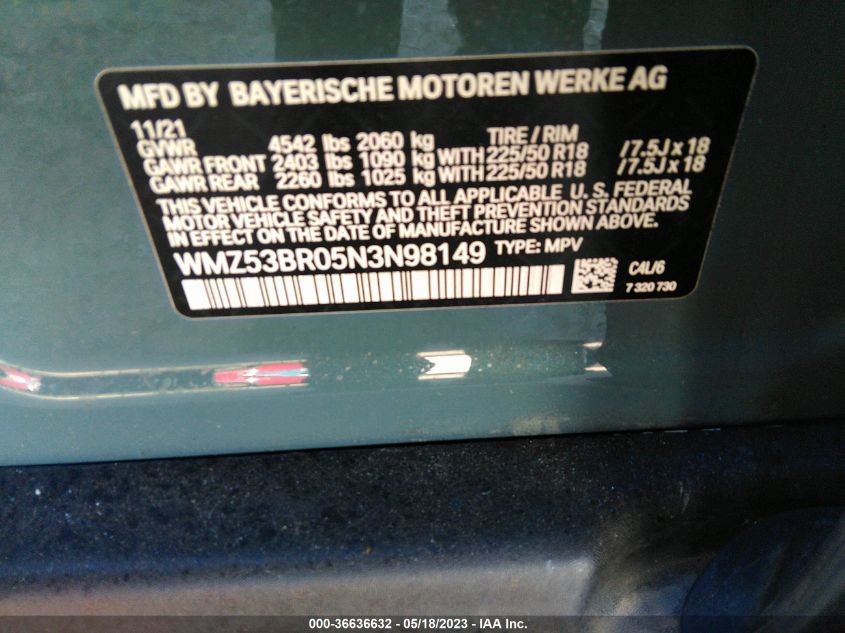 MFD BY BAYERISCHE MOTOREN WERKE AG
11/21 TIRE / RIM
GVWR 4542 lbs 2060 kg
GAWR FRONT 2403 lbs 1090 kg WITH 225/50 R18 /7.5J x 18
GAWR REAR 2260 lbs 1025 kg WITH 225/50 R18 /7.5J x 18
THIS VEHICLE CONFORMS TO ALL APPLICABLE U. S. FEDERAL
MOTOR VEHICLE SAFETY AND THEFT PREVENTION STANDARDS
IN EFFECT ON THE DATE OF MANUFACTURE SHOWN ABOVE.
WMZ53BR05N3N98149 TYPE: MPV
C4L/6
7 320 730
000-36636632 - 05/18/2023 - IAA Inc.